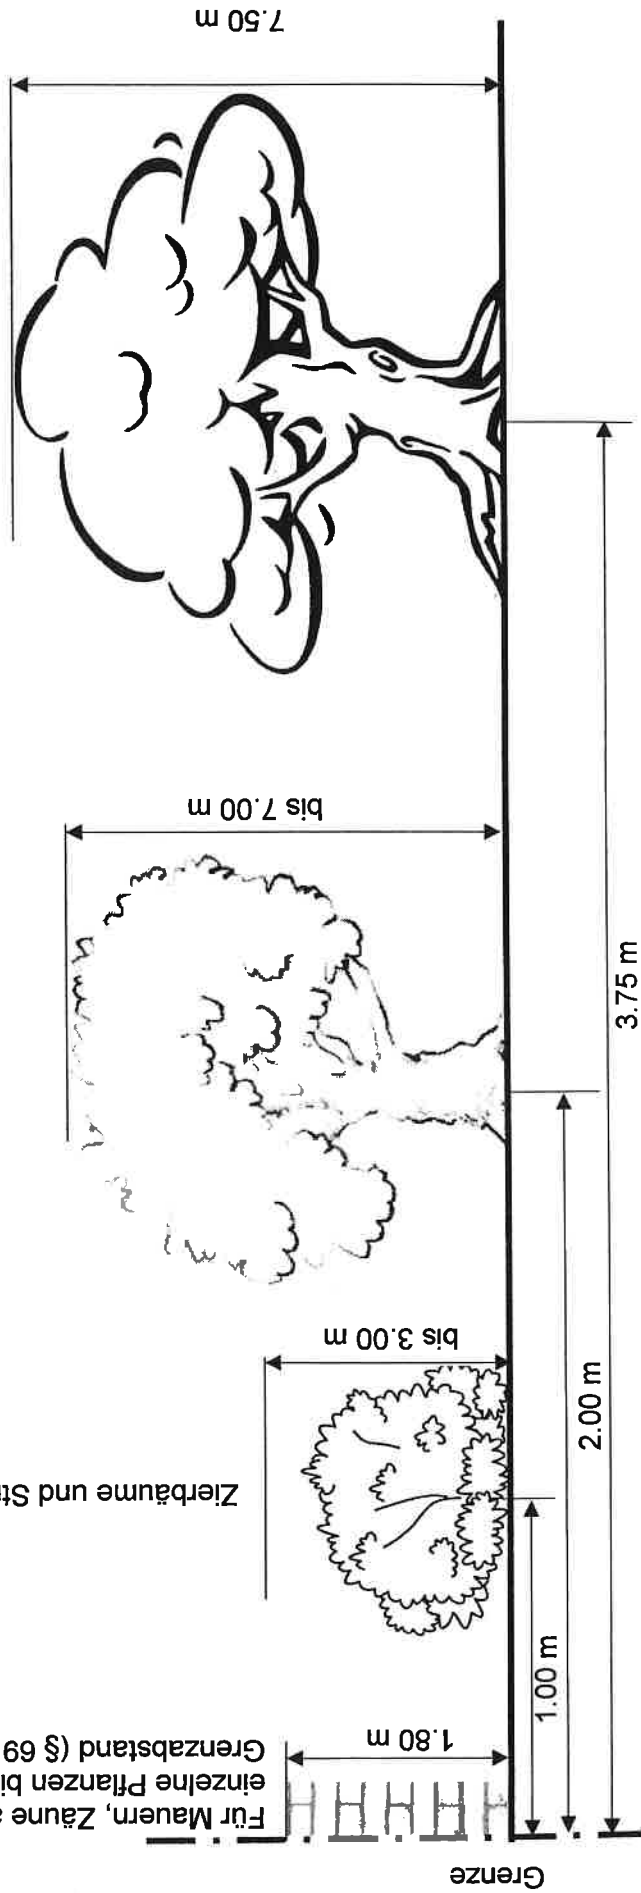 Grenze
Für Mauern, Zäune a
einzelne Pflanzen bi
Grenzabstand (§ 69
Zierbäume und Str
1.80 m
bis 3.00 m
bis 7.00 m
7.50 m
1.00 m
2.00 m
3.75 m